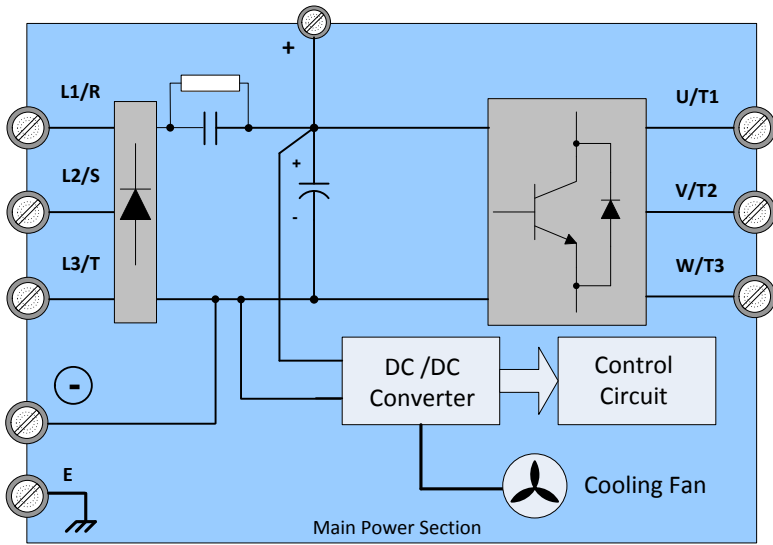 +
L1/R
U/T1
L2/S
+
-
V/T2
L3/T
W/T3
-
DC /DC
Converter
Control
Circuit
E
Cooling Fan
Main Power Section